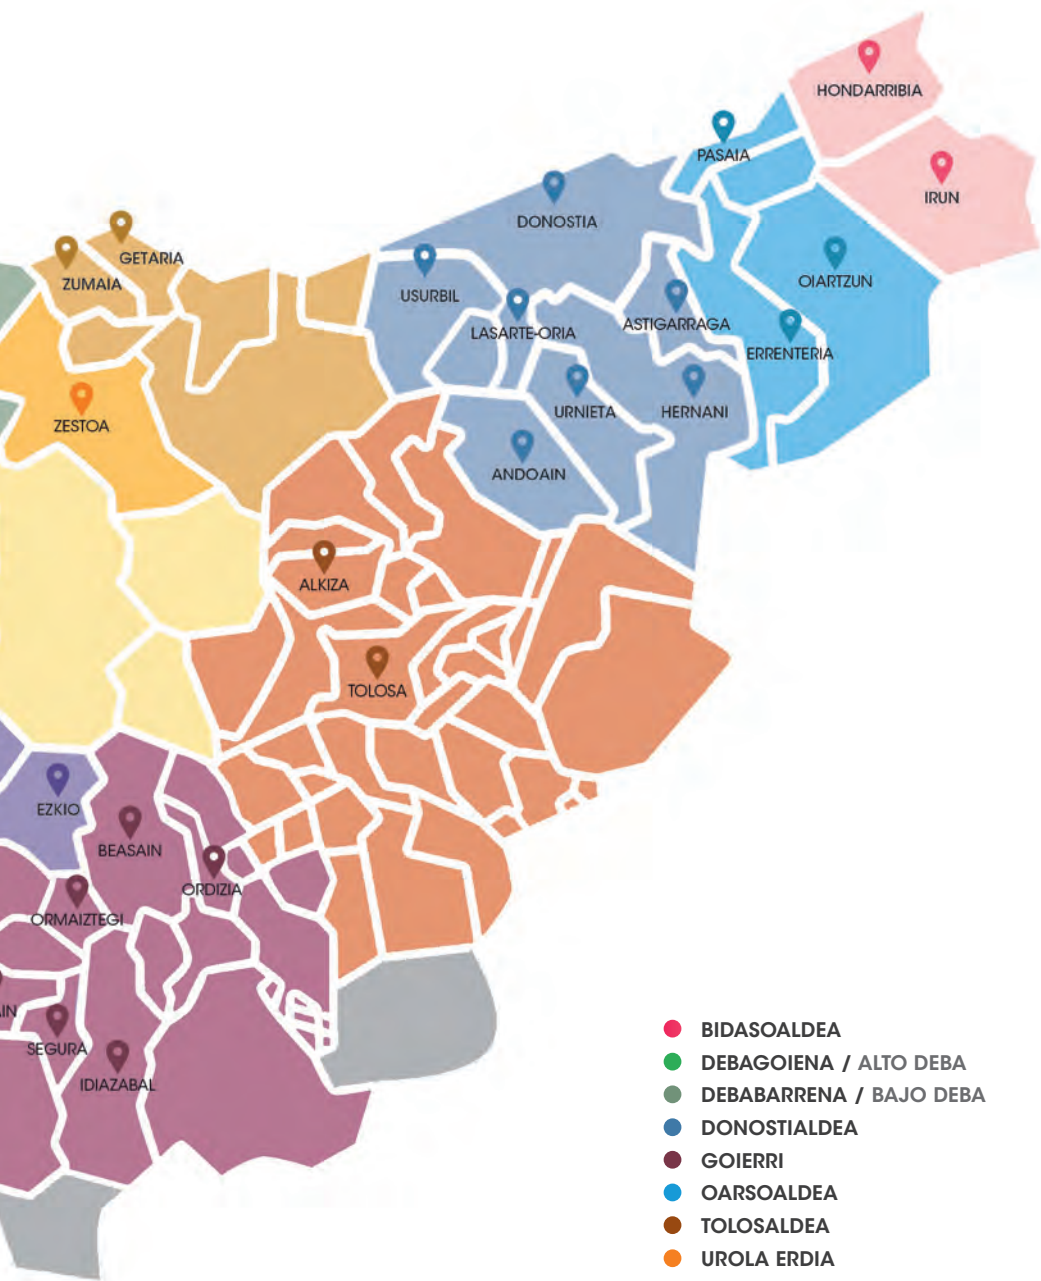 HONDARRIBIA
PASAIA
IRUN
DONOSTIA
GETARIA
ZUMAIA
OIARTZUN
USURBIL
ASTIGARRAGA
LASARTE-ORIA
ERRENTERIA
URNIETA
HERNANI
ZESTOA
ANDOAIN
ALKIZA
TOLOSA
EZKIO
BEASAIN
ORDIZIA
ORMAIZTEGI
AIN
SEGURA
IDIAZABAL
BIDASOALDEA
DEBAGOIENA / ALTO DEBA
DEBABARRENA / BAJO DEBA
DONOSTIALDEA
GOIERRI
OARSOALDEA
TOLOSALDEA
UROLA ERDIA